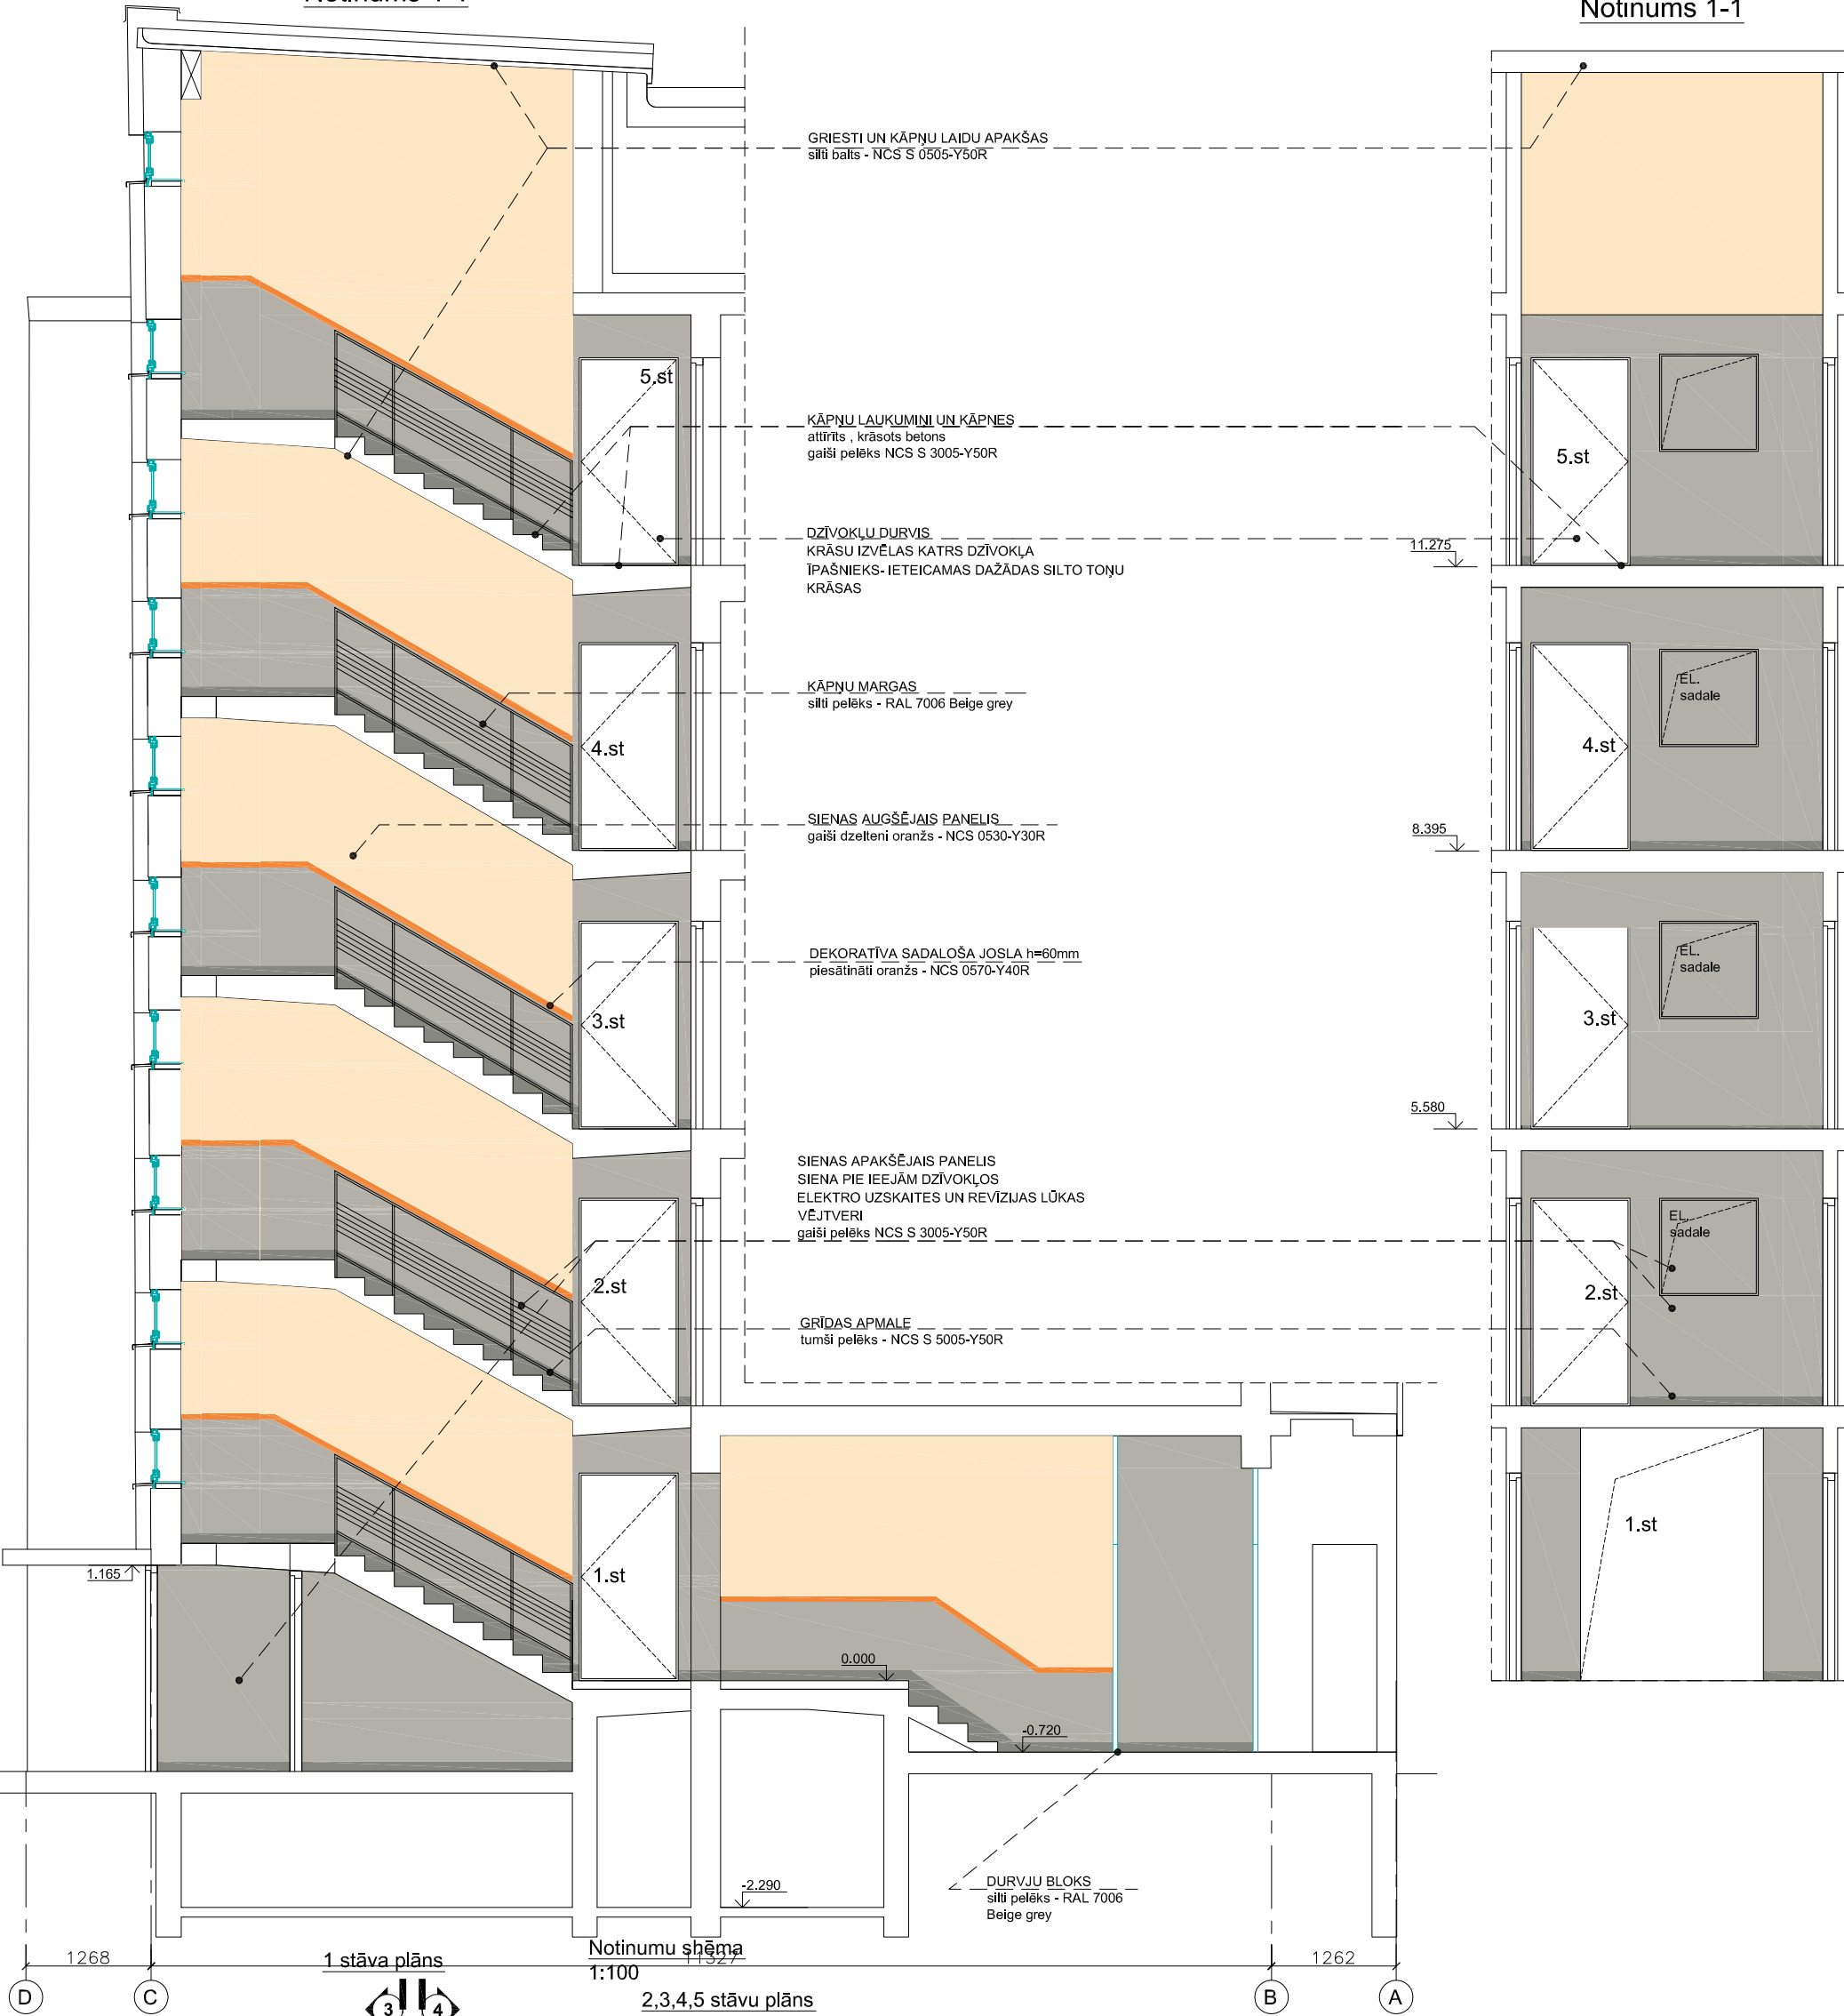 Notinums 1-1
GRIESTI UN KĀPŅU LAIDU APAKŠAS
silti balts - NCS S 0505-Y50R
5.st
KĀPŅU LAUKUMIŅI UN KĀPNES
attīrīts , krāsots betons
gaiši pelēks NCS S 3005-Y50R
5.st
DZĪVOKĻU DURVIS
KRĀSU IZVĒLAS KATRS DZĪVOKĻA
ĪPAŠNIEKS- IETEICAMAS DAŽĀDAS SILTO TOŅU
KRĀSAS
11.275
KĀPŅU MARGAS
silti pelēks - RAL 7006 Beige grey
EL.
sadale
4.st
4.st
SIENAS AUGŠĒJAIS PANELIS
gaiši dzelteni oranžs - NCS 0530-Y30R
8.395
DEKORATĪVA SADALOŠA JOSLA h=60mm
piesātināti oranžs - NCS 0570-Y40R
EL.
sadale
3.st
3.st
5.580
SIENAS APAKŠĒJAIS PANELIS
SIENA PIE IEEJĀM DZĪVOKĻOS
ELEKTRO UZSKAITES UN REVĪZIJAS LŪKAS
VĒJTVERI
gaiši pelēks NCS S 3005-Y50R
EL.
sadale
2.st
2.st
GRĪDAS APMALE
tumši pelēks - NCS S 5005-Y50R
1.st
1.st
1.165
0.000
-0.720
-2.290
DURVJU BLOKS
silti pelēks - RAL 7006
Beige grey
1268
11527
1262
1 stāva plāns
Notinumu shēma
1:100
2,3,4,5 stāvu plāns
3
4
D
C
B
A